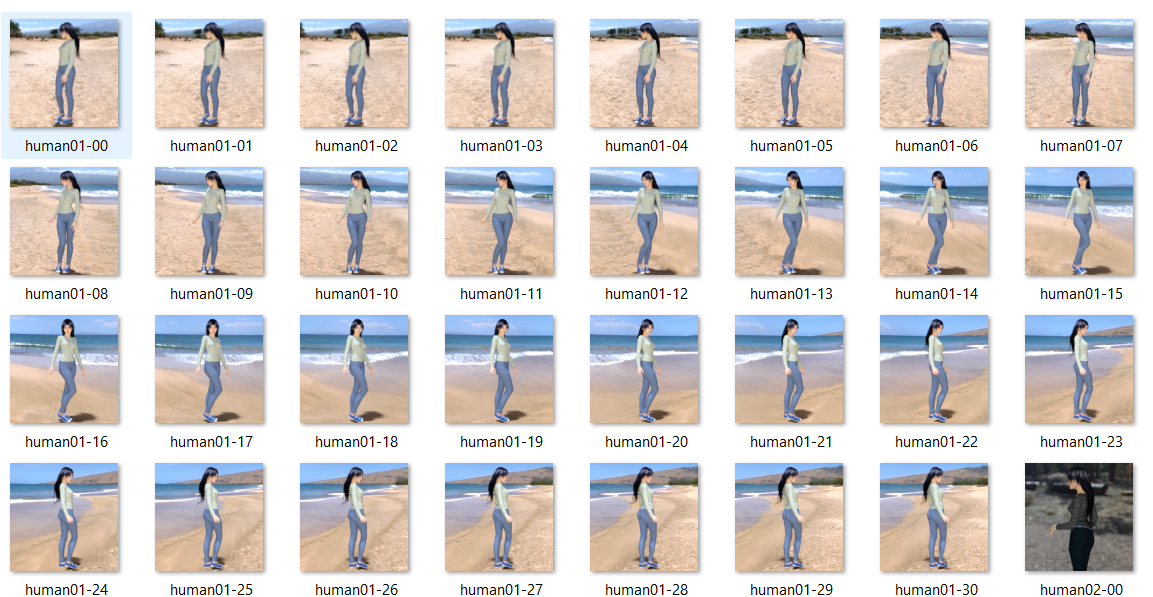 human01-00 human01-01 human01-02 human01-03 human01-04 human01-05 human01-06 human01-07
human01-08 human01-09 human01-10 human01-11 human01-12 human01-13 human01-14 human01-15
human01-16 human01-17 human01-18 human01-19 human01-20 human01-21 human01-22 human01-23
human01-24 human01-25 human01-26 human01-27 human01-28 human01-29 human01-30 human02-00